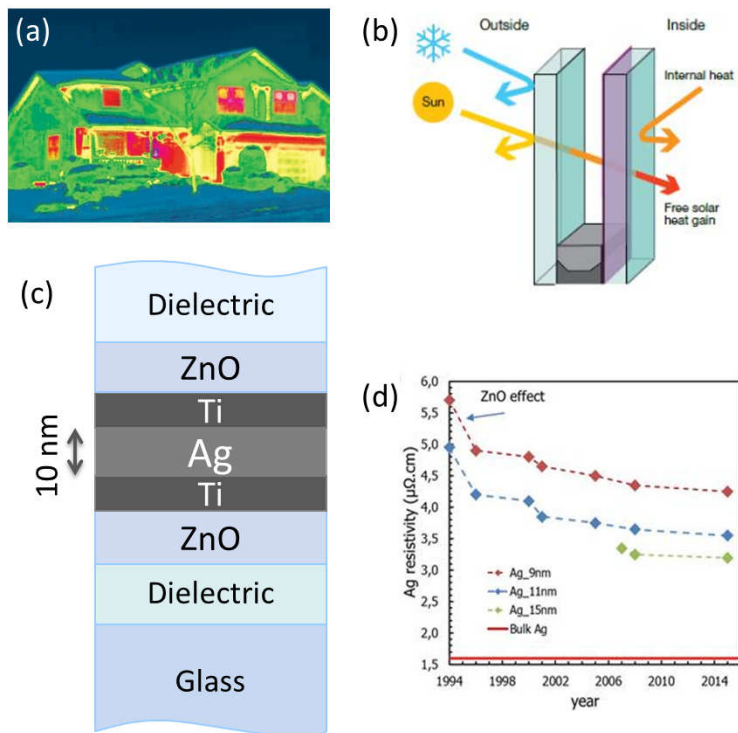 (a)
(b)
Outside
Inside
Internal heat
Sun
Free solar
heat gain
(c)
Dielectric
ZnO
Ti
Ag
10 nm
Ti
ZnO
Dielectric
Glass
(d)
6,0
5,5
5,0
4,5
4,0
3,5
3,0
2,5
2,0
1,5
Ag resistivity (μΩ.cm)
ZnO effect
Ag_9nm
Ag_11nm
Ag_15nm
Bulk Ag
1994 1998 2002 2006 2010 2014
year